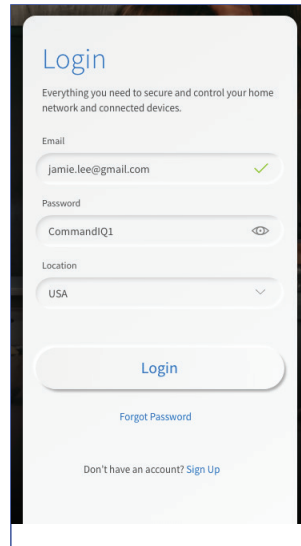 Login
Everything you need to secure and control your home
network and connected devices.
Email
jamie.lee@gmail.com
Password
CommandIQ1
Location
USA
Login
Forgot Password
Don't have an account? Sign Up